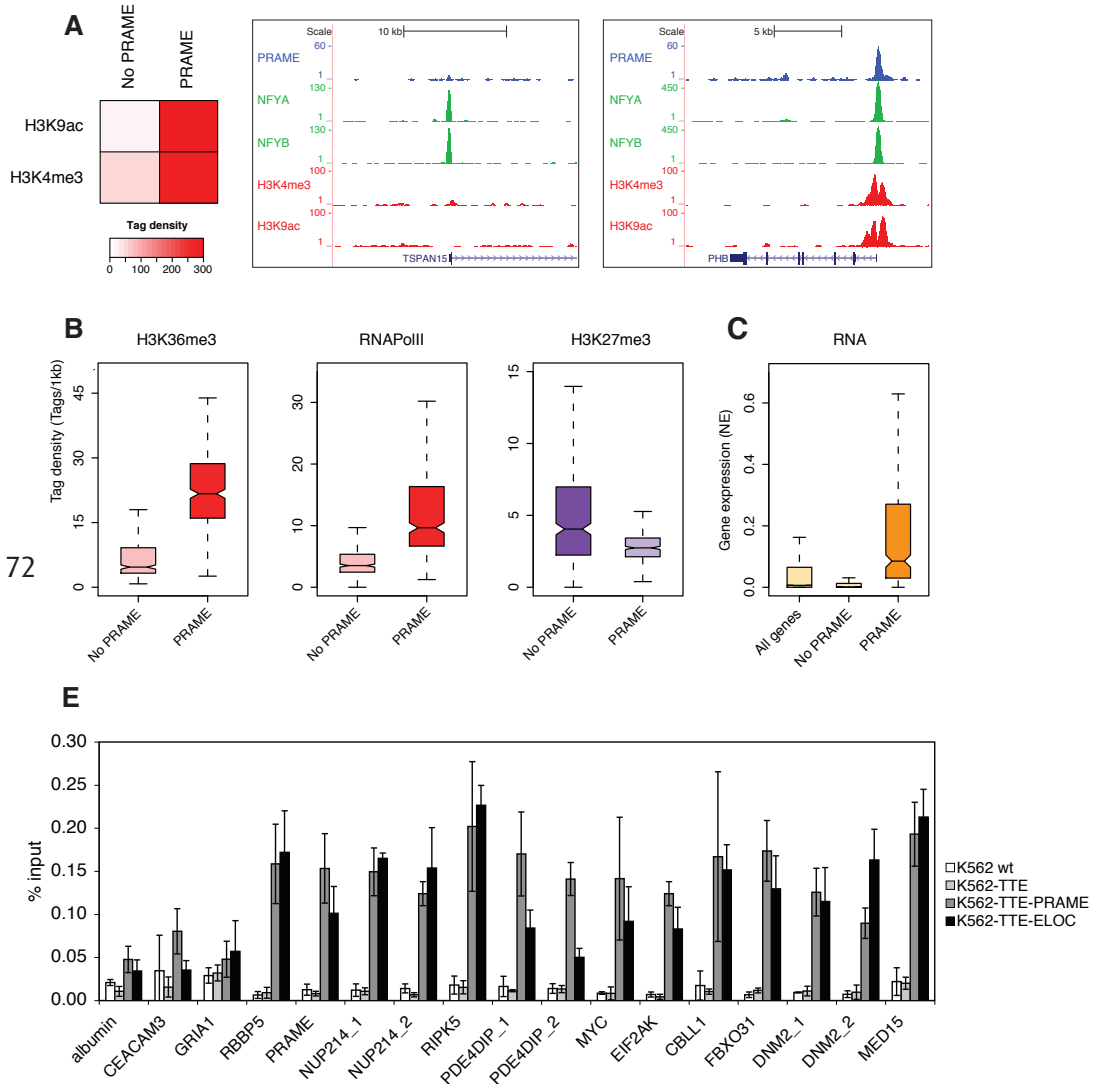 A
No PRAME
PRAME
H3K9ac
H3K4me3
Tag density
0 100 200 300
Scale 10 kb
PRAME 60 1
NFYA 130 1
NFYB 130 1
H3K4me3 100 1
H3K9ac 100 1
TSPAN15
Scale 5 kb
PRAME 60 1
NFYA 450 1
NFYB 450 1
H3K4me3 100 1
H3K9ac 100 1
PHB
B
H3K36me3
Tag density (Tags/1kb)
45
30
15
0
No PRAME
PRAME
RNAPolII
30
20
10
0
No PRAME
PRAME
H3K27me3
15
10
5
0
No PRAME
PRAME
C
RNA
Gene expression (NE)
0.6
0.4
0.2
0.0
All genes
No PRAME
PRAME
72
E
% input
0.30
0.25
0.20
0.15
0.10
0.05
0.00
albumin
CEACAM3
GRIA1
RBBP5
PRAME
NUP214_1
NUP214_2
RIPK5
PDE4DIP_1
PDE4DIP_2
MYC
EIF2AK
CBLL1
FBXO31
DNM2_1
DNM2_2
MED15
K562 wt
K562-TTE
K562-TTE-PRAME
K562-TTE-ELOC